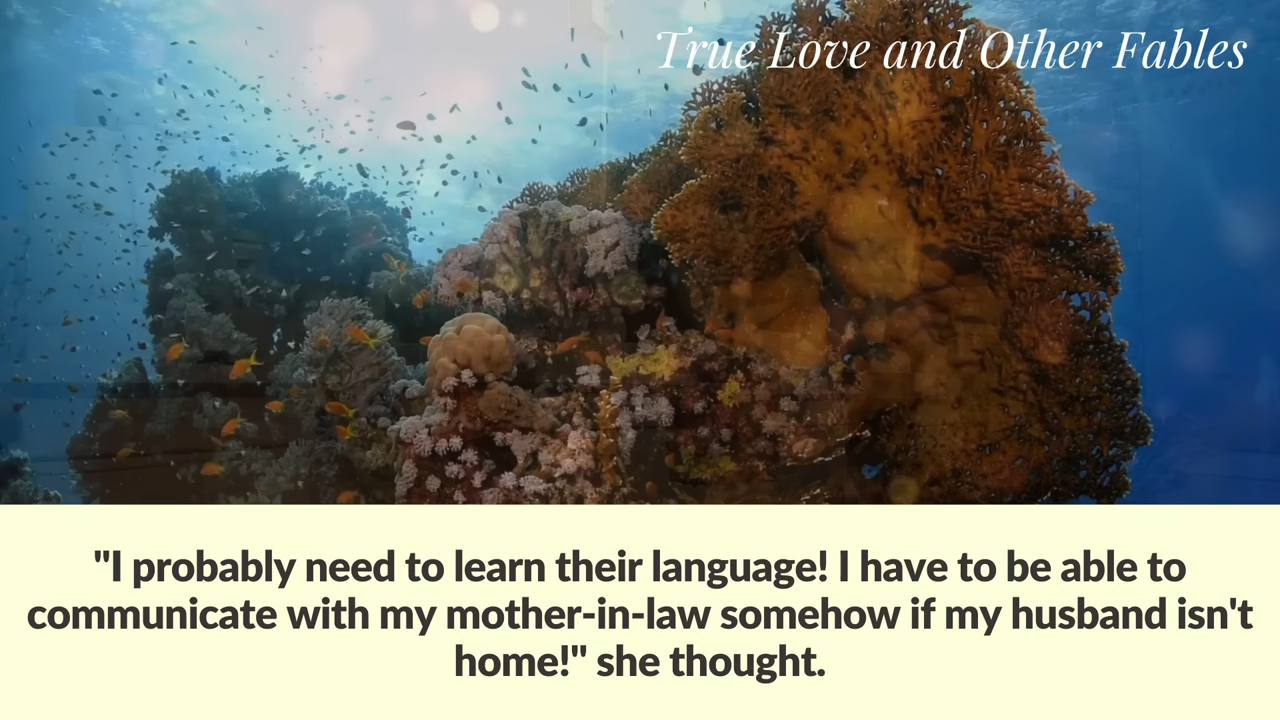 True Love and Other Fables
"I probably need to learn their language! I have to be able to
communicate with my mother-in-law somehow if my husband isn't
home!" she thought.